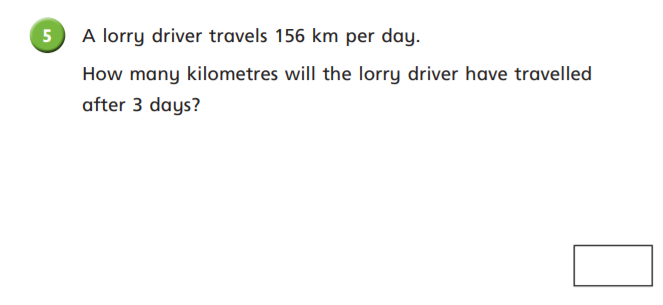 5 A lorry driver travels 156 km per day.
How many kilometres will the lorry driver have travelled
after 3 days?